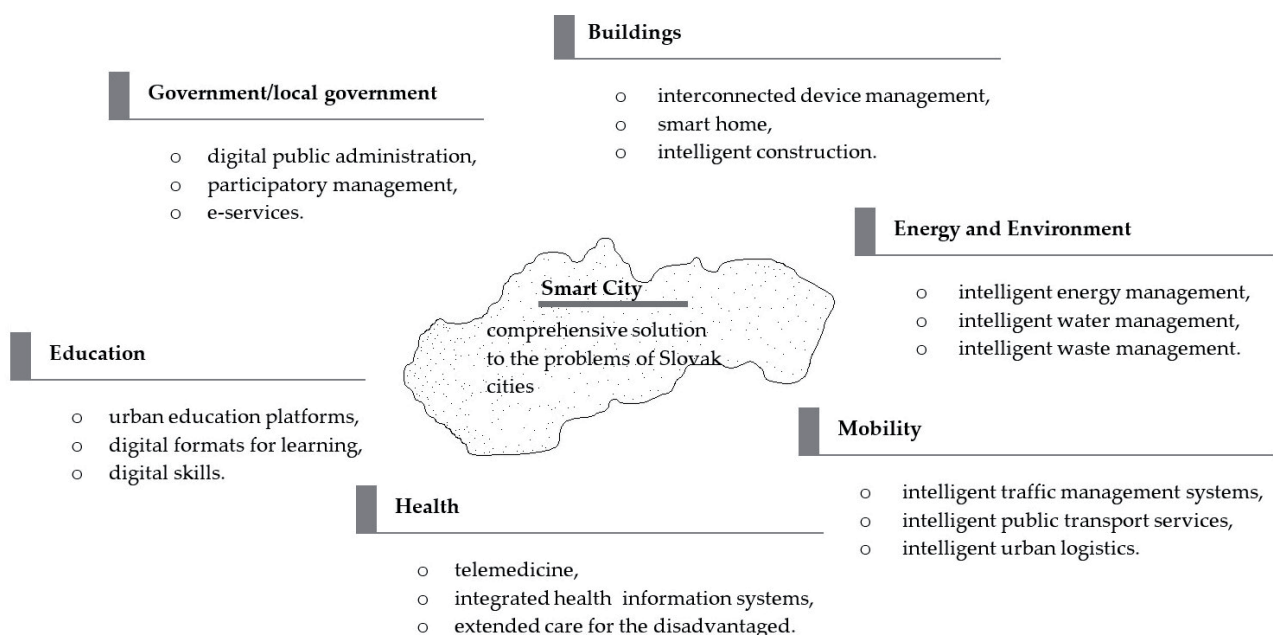 Buildings
o interconnected device management,
o smart home,
o intelligent construction.
Government/local government
o digital public administration,
o participatory management,
o e-services.
Energy and Environment
o intelligent energy management,
o intelligent water management,
o intelligent waste management.
Smart City
comprehensive solution
to the problems of Slovak
cities
Education
o urban education platforms,
o digital formats for learning,
o digital skills.
Mobility
o intelligent traffic management systems,
o intelligent public transport services,
o intelligent urban logistics.
Health
o telemedicine,
o integrated health information systems,
o extended care for the disadvantaged.